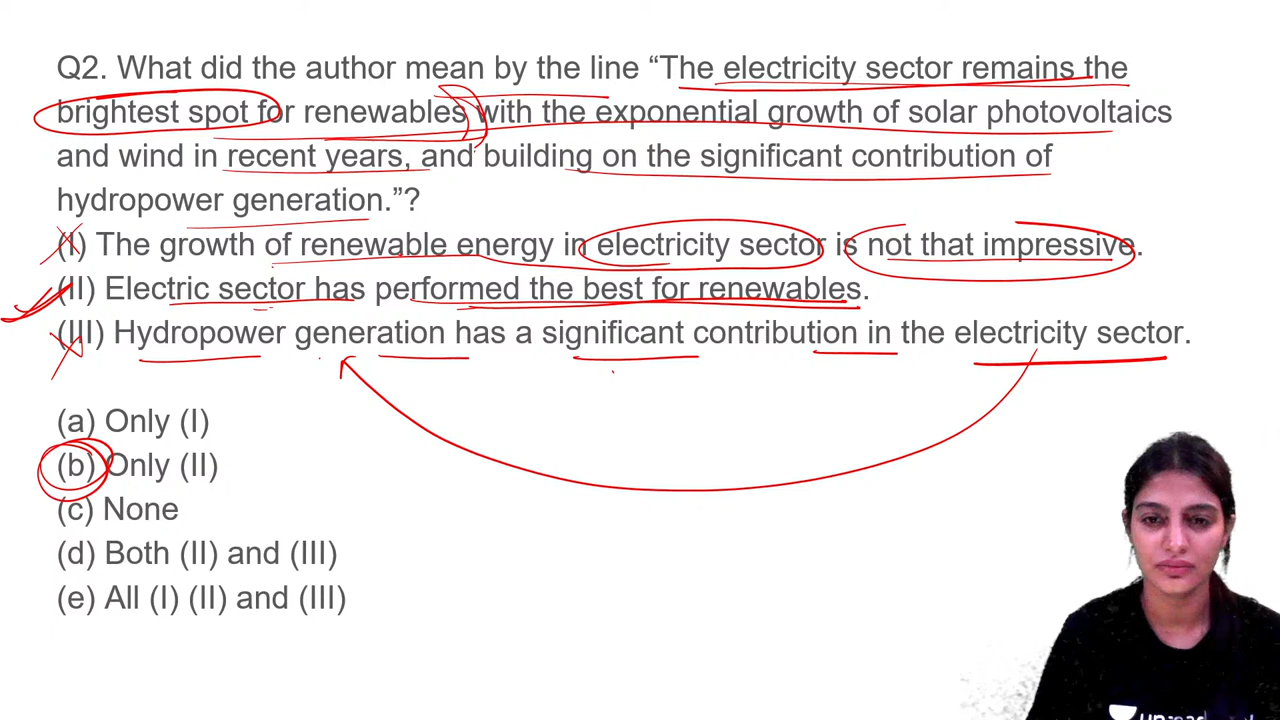 Q2. What did the author mean by the line “The electricity sector remains the
brightest spot for renewables with the exponential growth of solar photovoltaics
and wind in recent years, and building on the significant contribution of
hydropower generation.”?
(I) The growth of renewable energy in electricity sector is not that impressive.
(II) Electric sector has performed the best for renewables.
(III) Hydropower generation has a significant contribution in the electricity sector.
(a) Only (I)
(b) Only (II)
(c) None
(d) Both (II) and (III)
(e) All (I) (II) and (III)